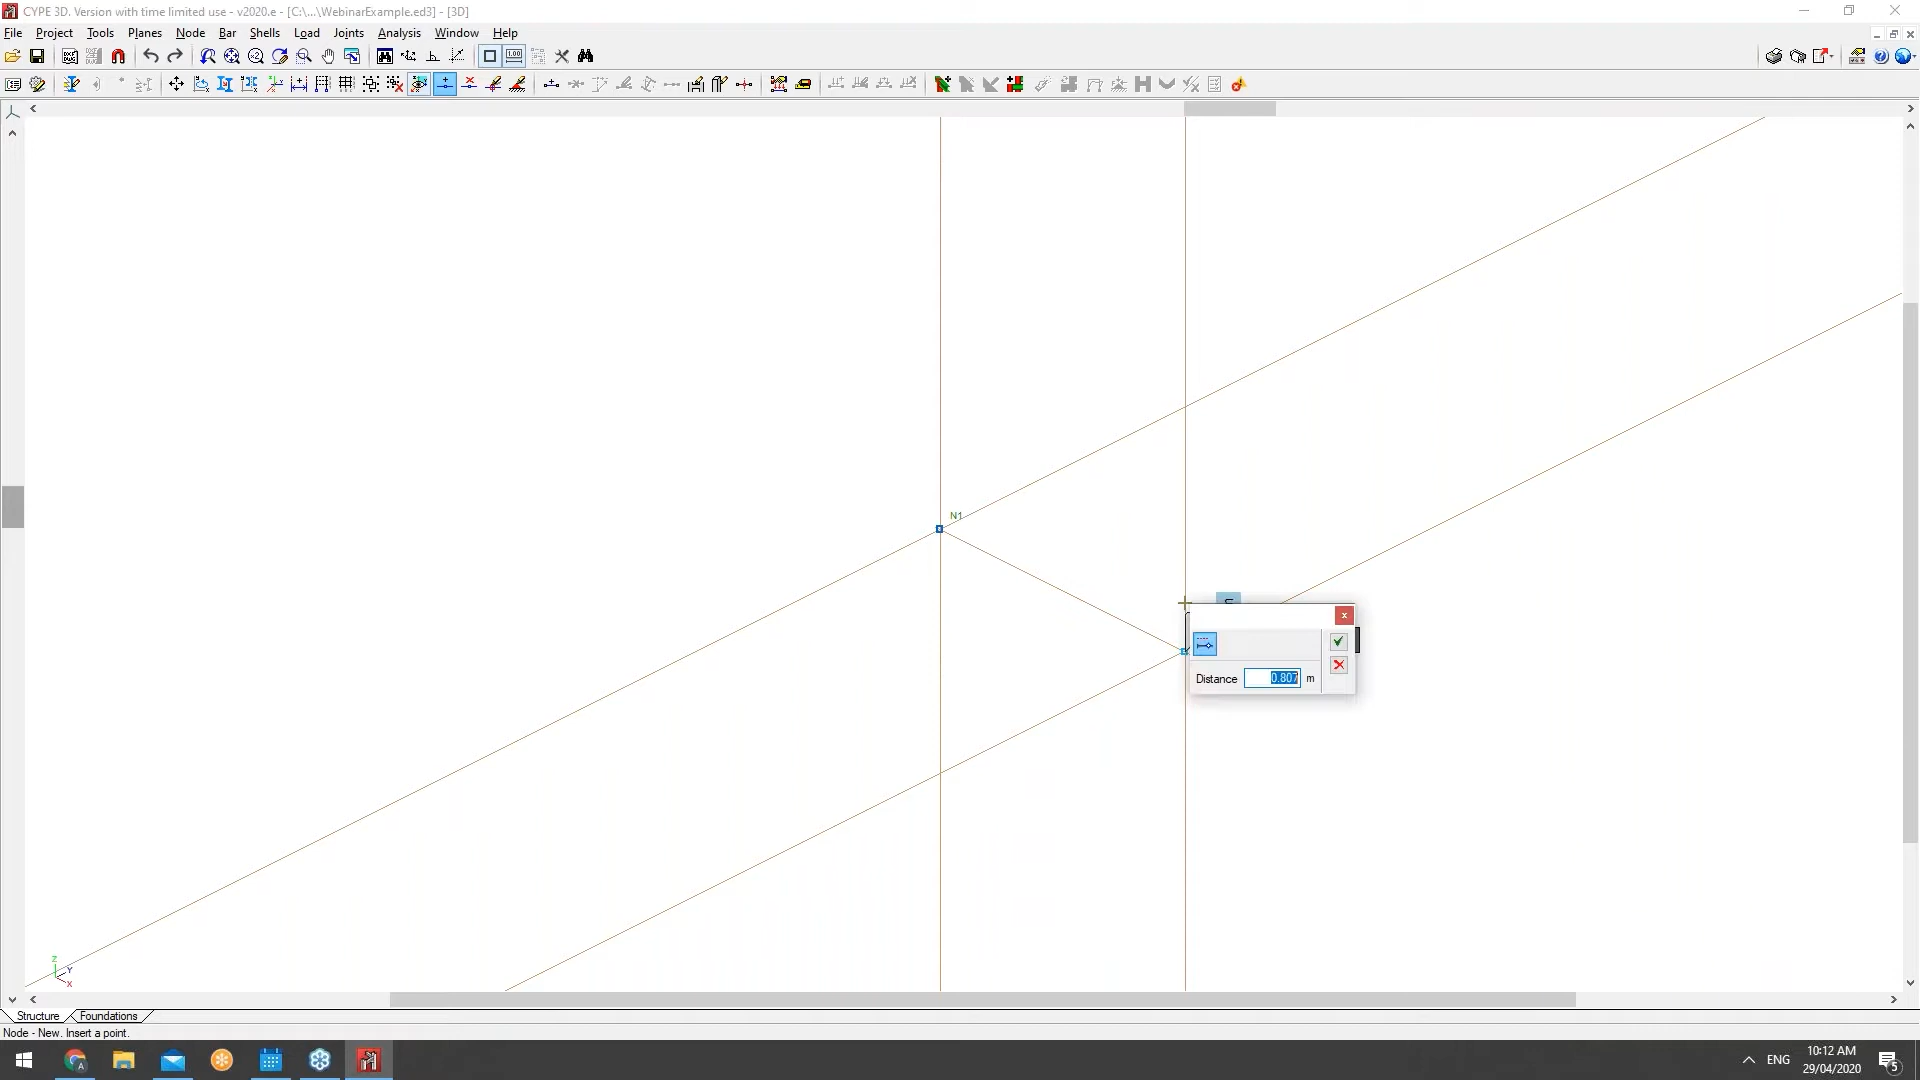 CYPE 3D. Version with time limited use - v2020.e - [C:\...\WebinarExample.ed3] - [3D]
File Project Tools Planes Node Bar Shells Load Joints Analysis Window Help
N1
Distance 0.807 m
Z
Y
X
Structure Foundations
Node - New. Insert a point.
ENG
10:12 AM
29/04/2020
5